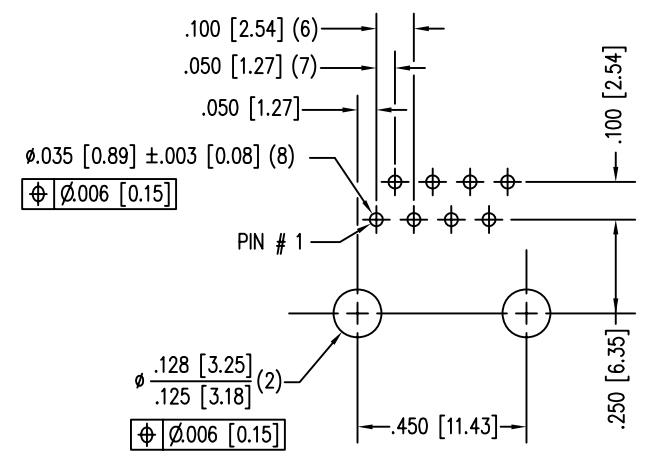 .100 [2.54] (6)
.050 [1.27] (7)
.050 [1.27]
.100 [2.54]
ø.035 [0.89] ±.003 [0.08] (8)
⌖ Ø.006 [0.15]
PIN # 1
ø .128 [3.25]
.125 [3.18] (2)
⌖ Ø.006 [0.15]
.450 [11.43]
.250 [6.35]